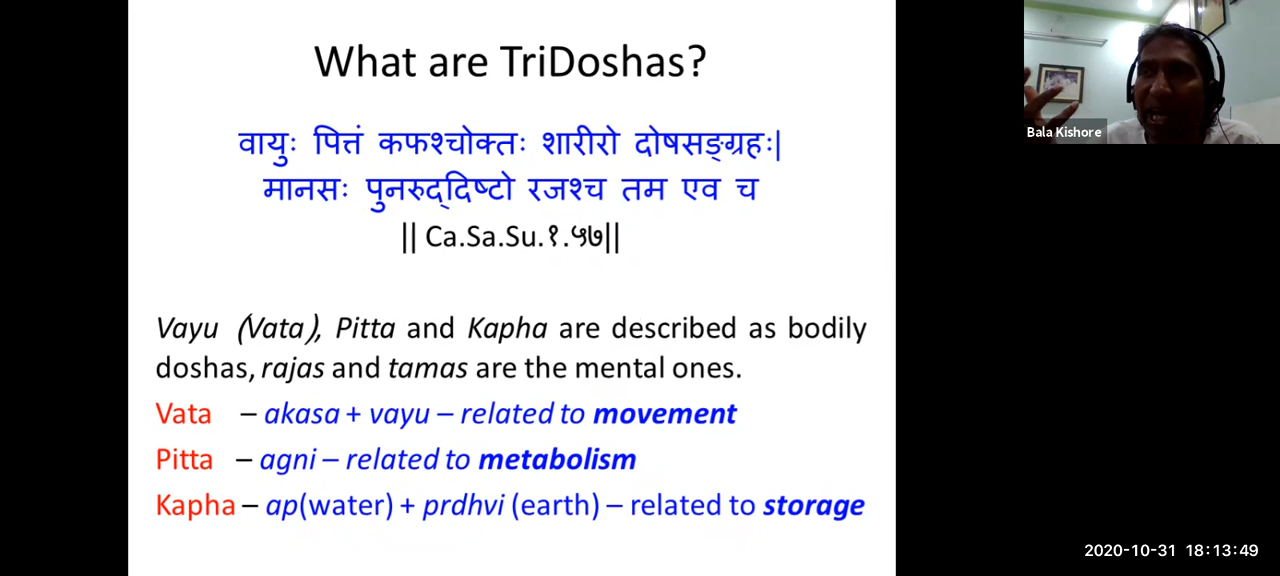 What are TriDoshas?
वायुः पित्तं कफश्चोक्तः शारीरो दोषसङ्ग्रहः|
मानसः पुनरुद्दिष्टो रजश्च तम एव च
|| Ca.Sa.Su.१.५७||
Vayu (Vata), Pitta and Kapha are described as bodily
doshas, rajas and tamas are the mental ones.
Vata – akasa + vayu – related to movement
Pitta – agni – related to metabolism
Kapha – ap(water) + prdhvi (earth) – related to storage
Bala Kishore
2020-10-31 18:13:49